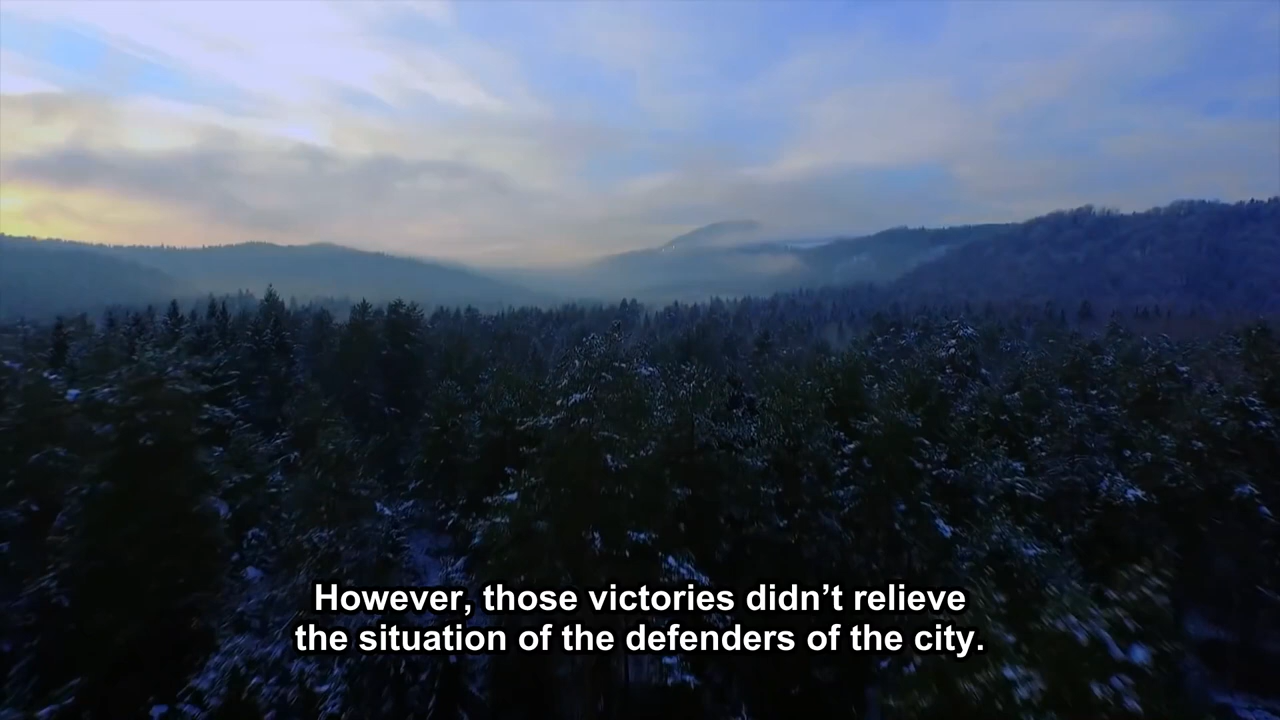 However, those victories didn’t relieve
the situation of the defenders of the city.